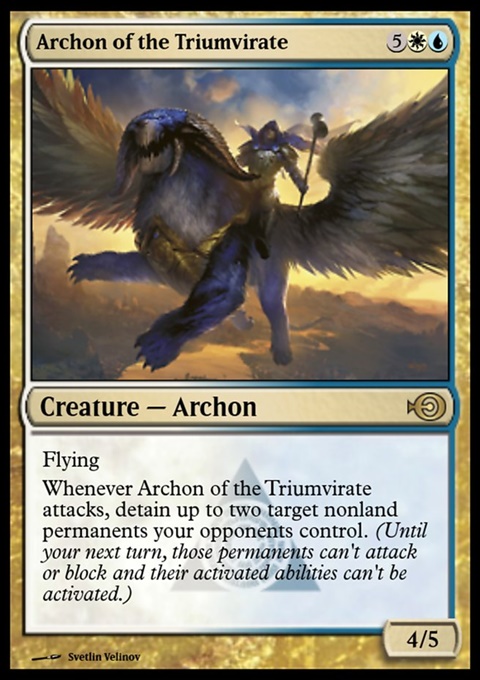 Archon of the Triumvirate 5
Creature — Archon
Flying
Whenever Archon of the Triumvirate
attacks, detain up to two target nonland
permanents your opponents control. (Until
your next turn, those permanents can't attack
or block and their activated abilities can't be
activated.)
4/5
Svetlin Velinov